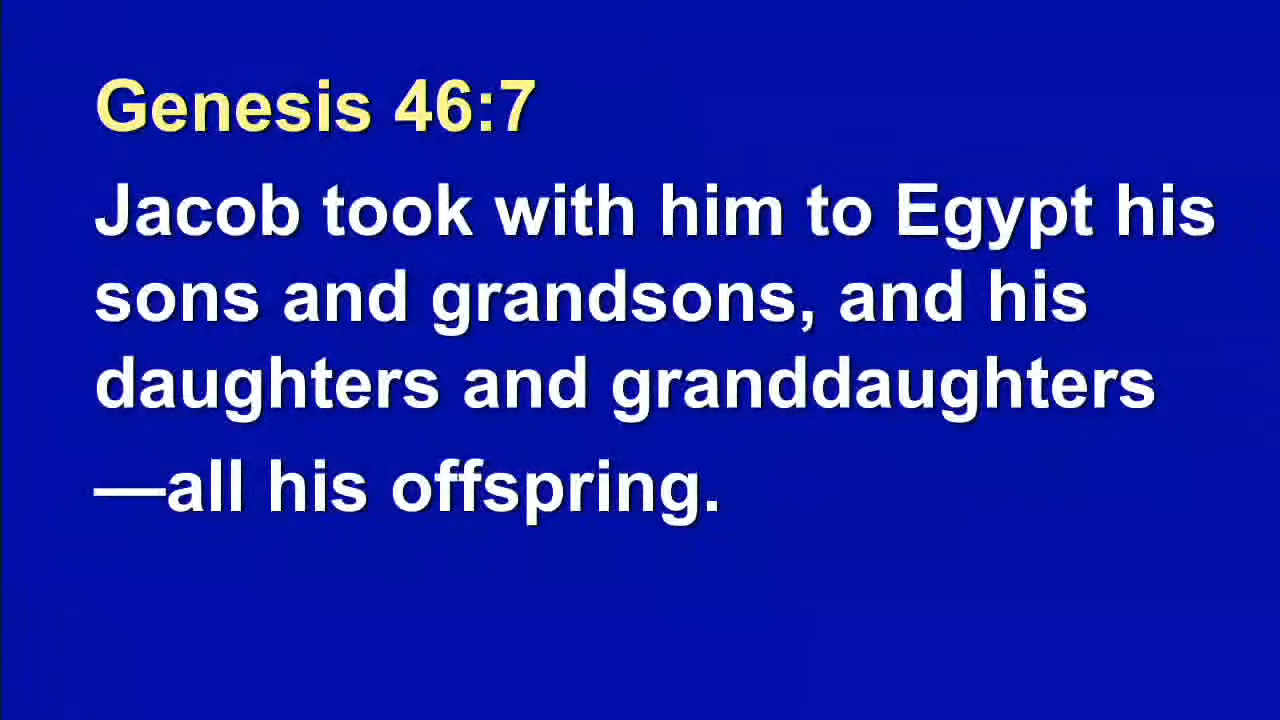 Genesis 46:7
Jacob took with him to Egypt his
sons and grandsons, and his
daughters and granddaughters
—all his offspring.